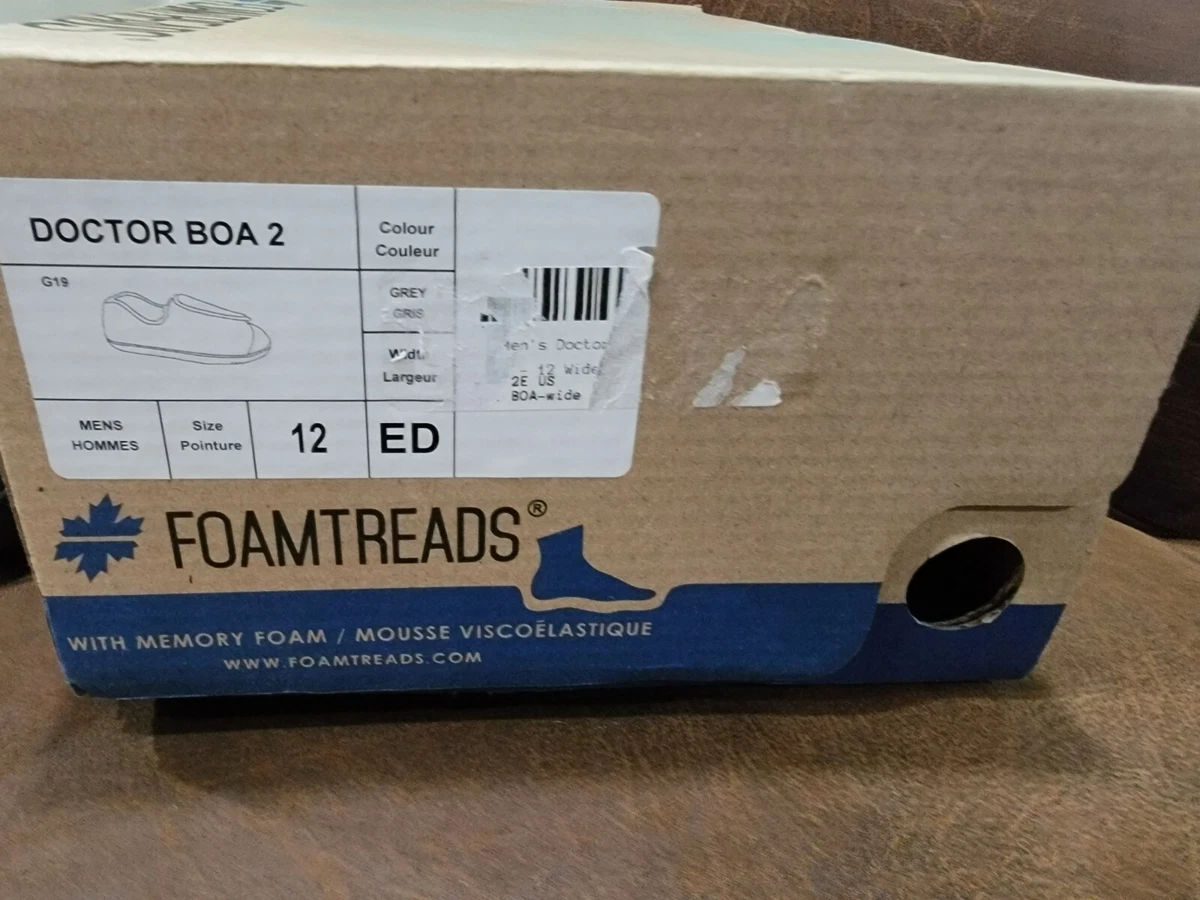 DOCTOR BOA 2
Colour
Couleur
G19
GREY
GRIS
Width
Largeur
MENS
HOMMES
Size
Pointure
12
ED
Men's Doctor
- 12 Wide
2E US
BOA-wide
FOAMTREADS®
WITH MEMORY FOAM / MOUSSE VISCOÉLASTIQUE
WWW.FOAMTREADS.COM